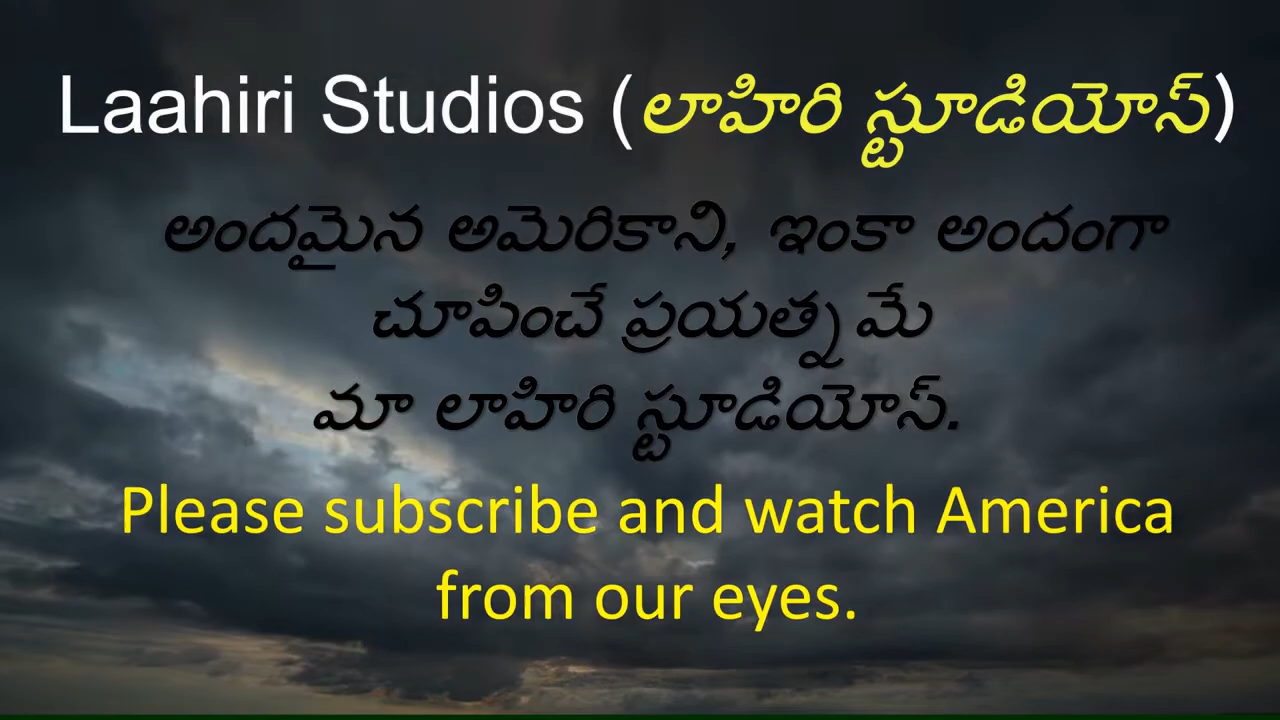 Laahiri Studios (లాహిరి స్టూడియోస్)
అందమైన అమెరికాని, ఇంకా అందంగా
చూపించే ప్రయత్నమే
మా లాహిరి స్టూడియోస్.
Please subscribe and watch America
from our eyes.